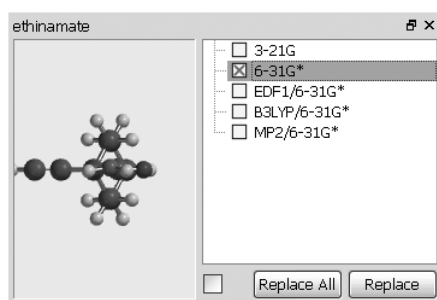 ethinamate
3-21G
6-31G*
EDF1/6-31G*
B3LYP/6-31G*
MP2/6-31G*
Replace All
Replace